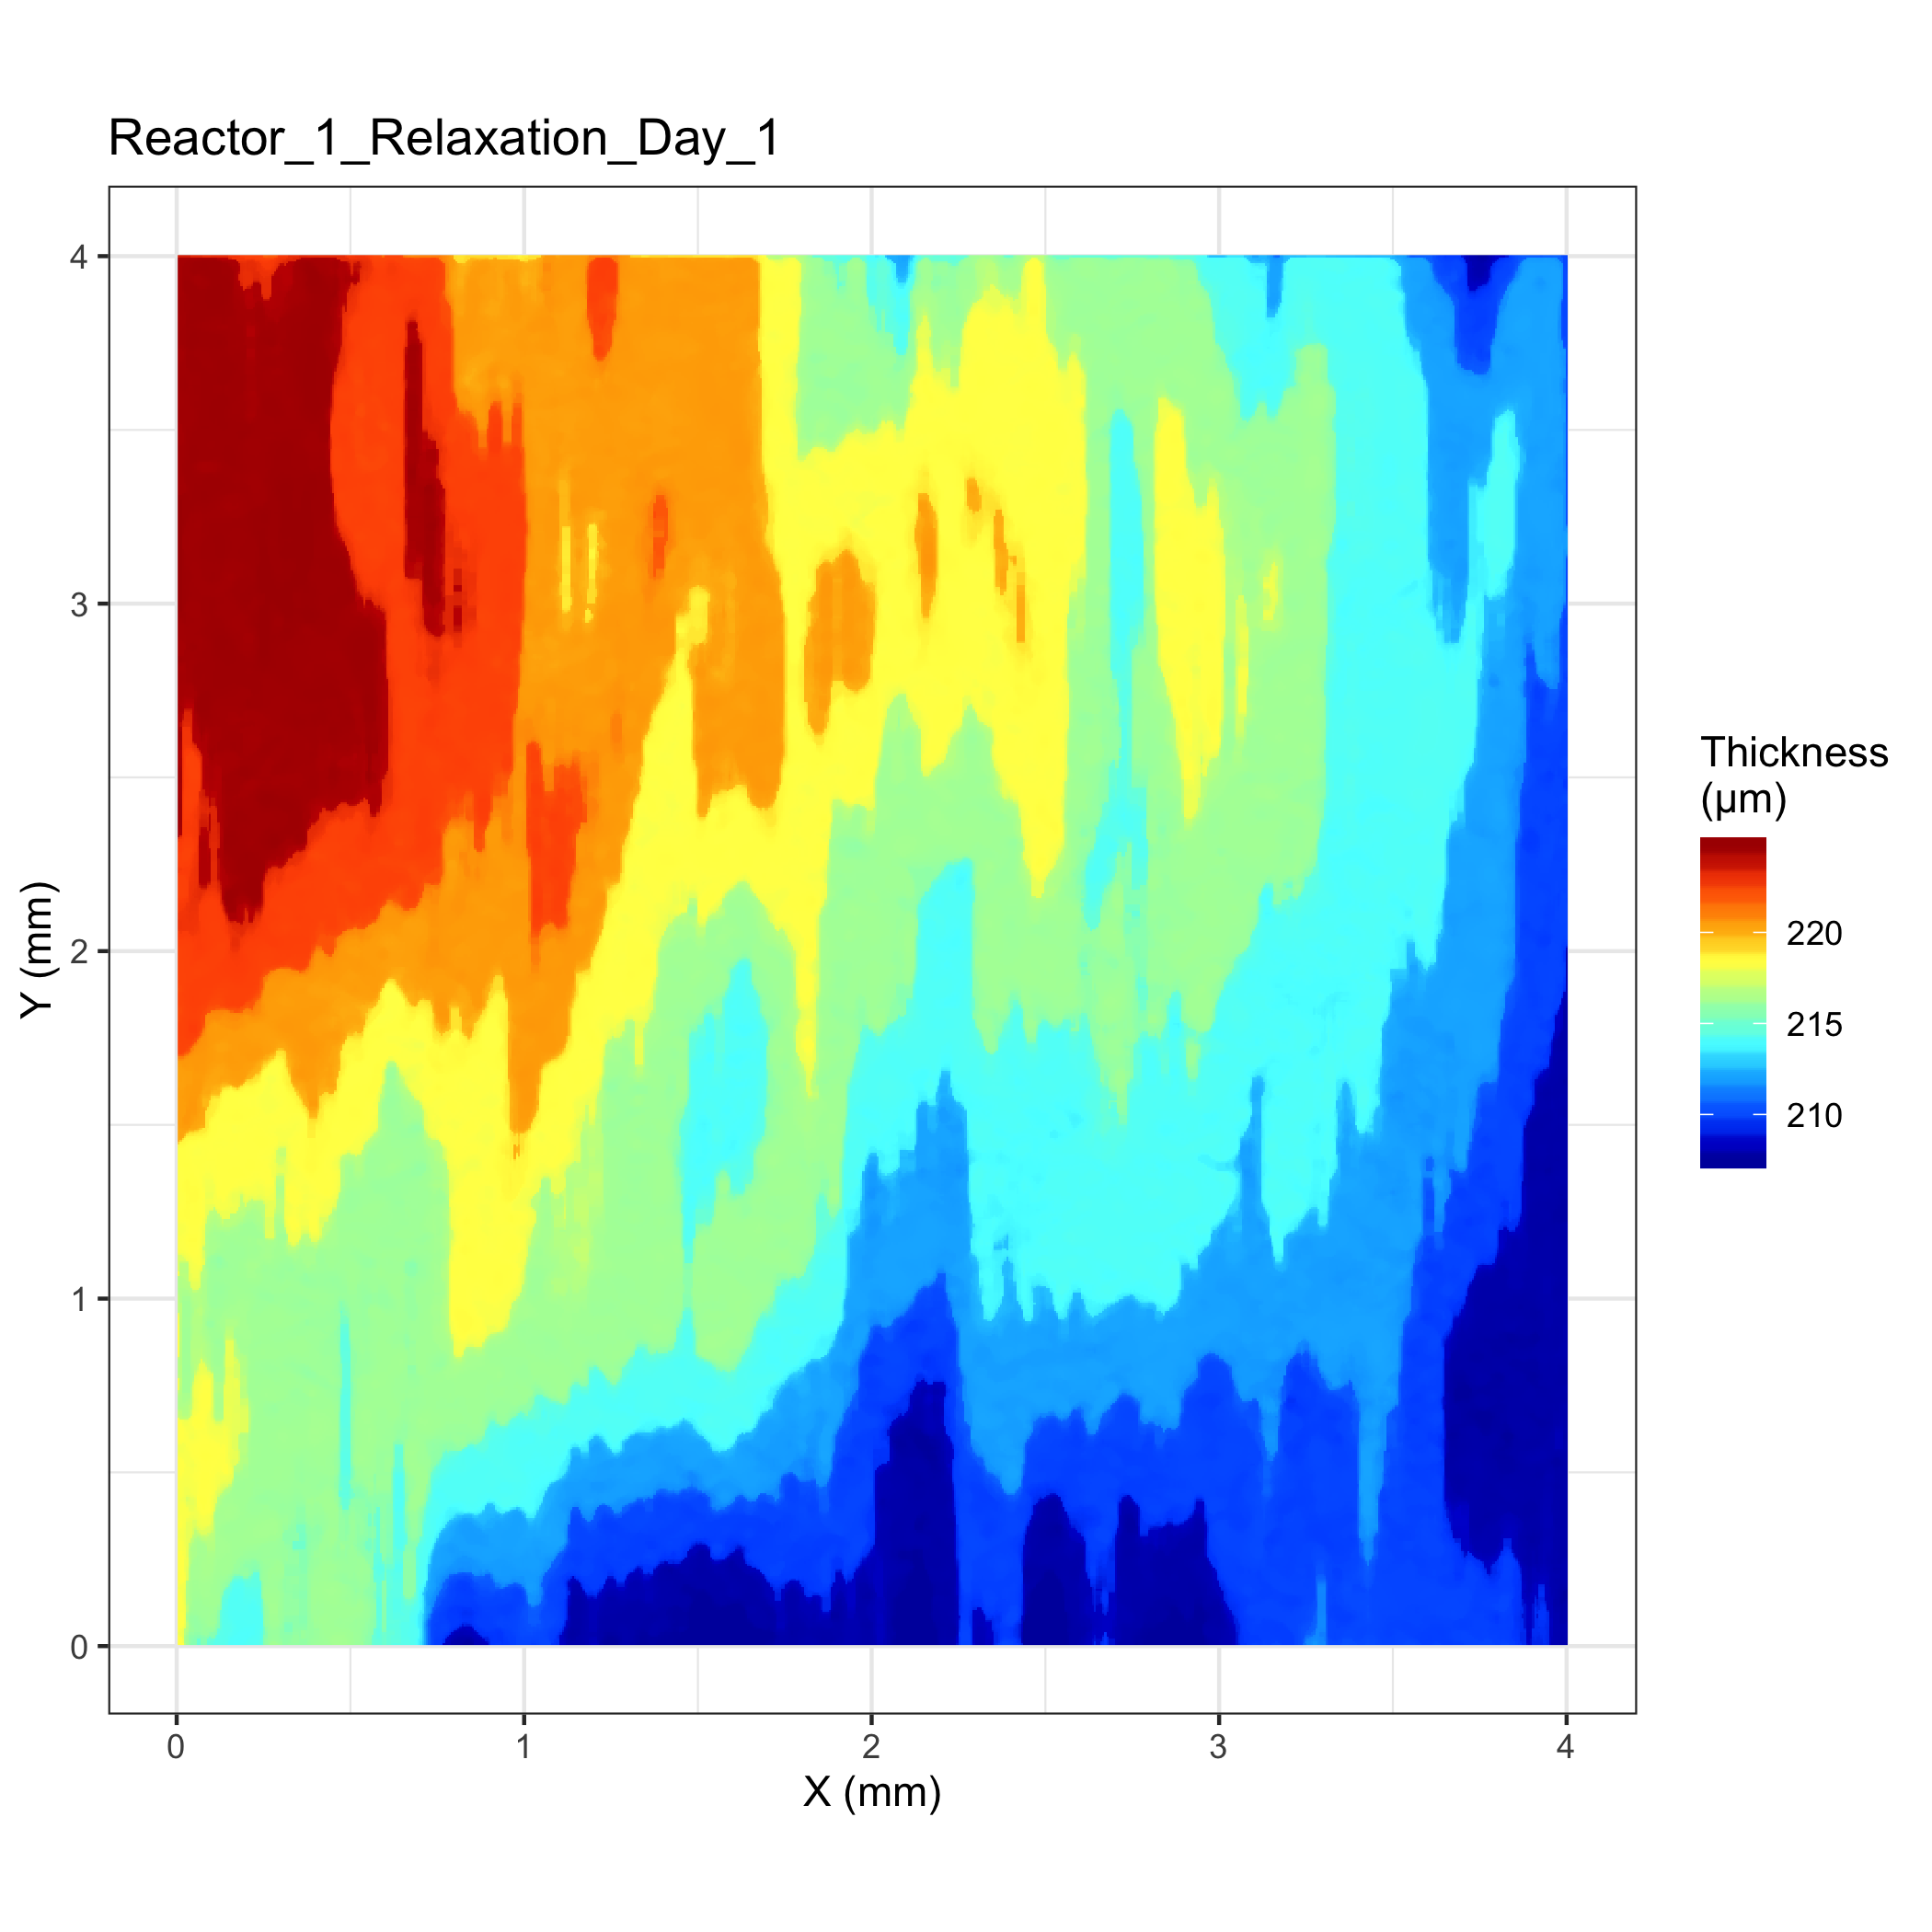 Reactor_1_Relaxation_Day_1
4
3
2
1
0
Y (mm)
0 1 2 3 4
X (mm)
Thickness
(µm)
220
215
210